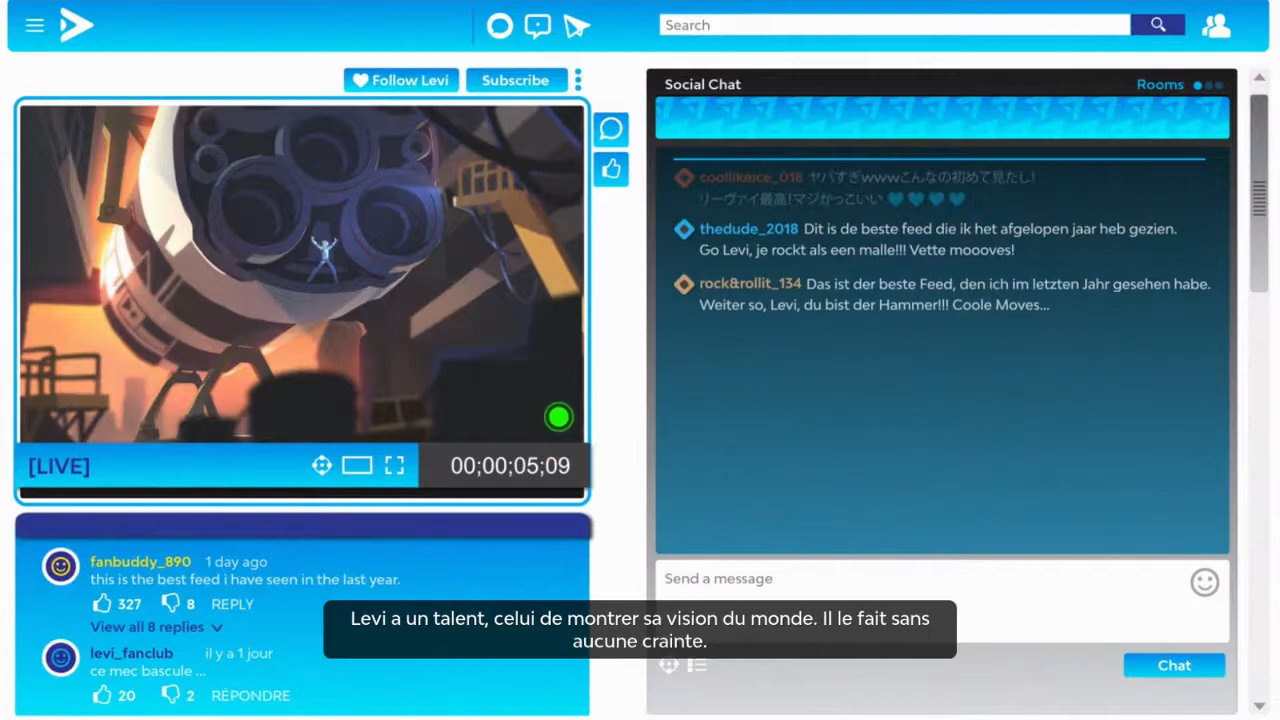 Search
Follow Levi
Subscribe
Social Chat
Rooms
coollikeice_018 ヤバすぎwwwこんなの初めて見たし!
リーヴァイ最高!マジかっこいい
thedude_2018 Dit is de beste feed die ik het afgelopen jaar heb gezien.
Go Levi, je rockt als een malle!!! Vette moooves!
rock&rollit_134 Das ist der beste Feed, den ich im letzten Jahr gesehen habe.
Weiter so, Levi, du bist der Hammer!!! Coole Moves...
[LIVE]
00;00;05;09
fanbuddy_890 1 day ago
this is the best feed i have seen in the last year.
327 8 REPLY
View all 8 replies
levi_fanclub il y a 1 jour
ce mec bascule ...
20 2 RÉPONDRE
Send a message
Chat
Levi a un talent, celui de montrer sa vision du monde. Il le fait sans
aucune crainte.